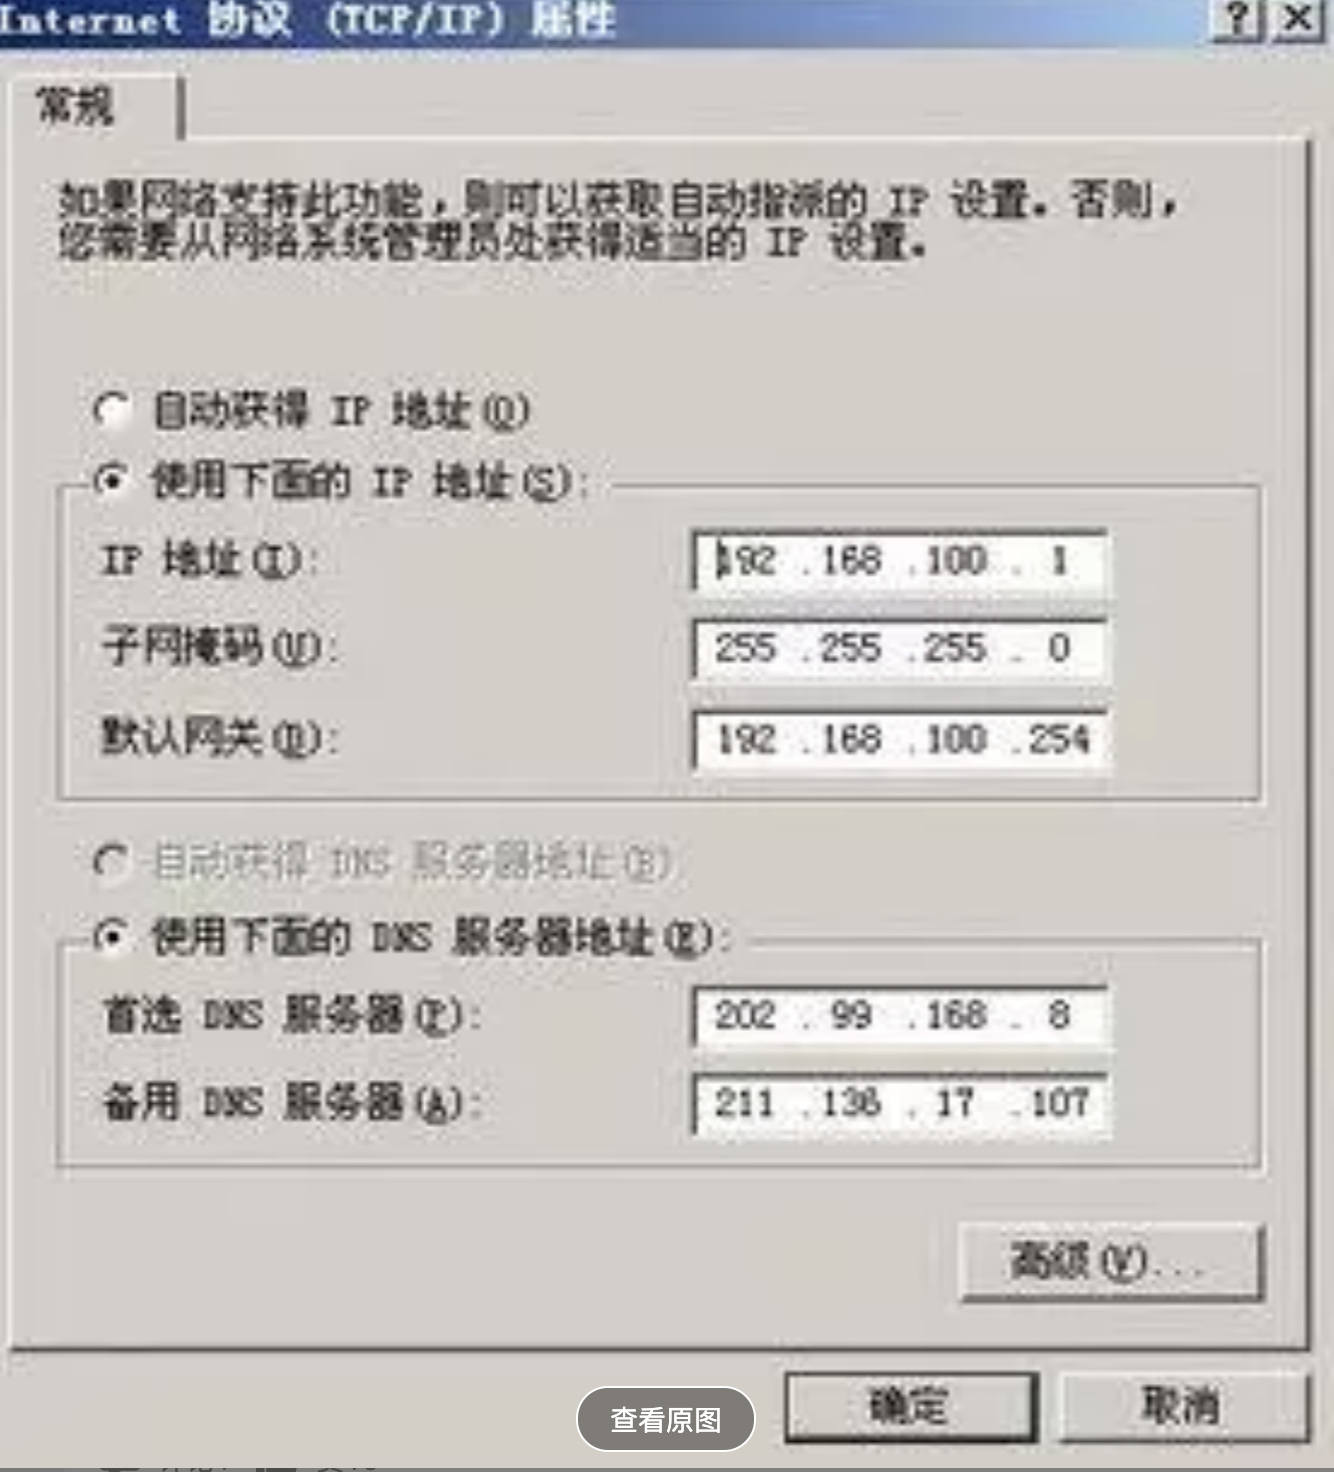 Internet 协议 (TCP/IP) 属性
常规
如果网络支持此功能，则可以获取自动指派的 IP 设置。否则，
您需要从网络系统管理员处获得适当的 IP 设置。
自动获得 IP 地址(O)
使用下面的 IP 地址(S):
IP 地址(I): 192 .168 .100 . 1
子网掩码(U): 255 .255 .255 . 0
默认网关(D): 192 .168 .100 .254
自动获得 DNS 服务器地址(B)
使用下面的 DNS 服务器地址(E):
首选 DNS 服务器(P): 202 . 99 .168 . 8
备用 DNS 服务器(A): 211 .136 . 17 .107
高级(V)...
确定
取消
查看原图